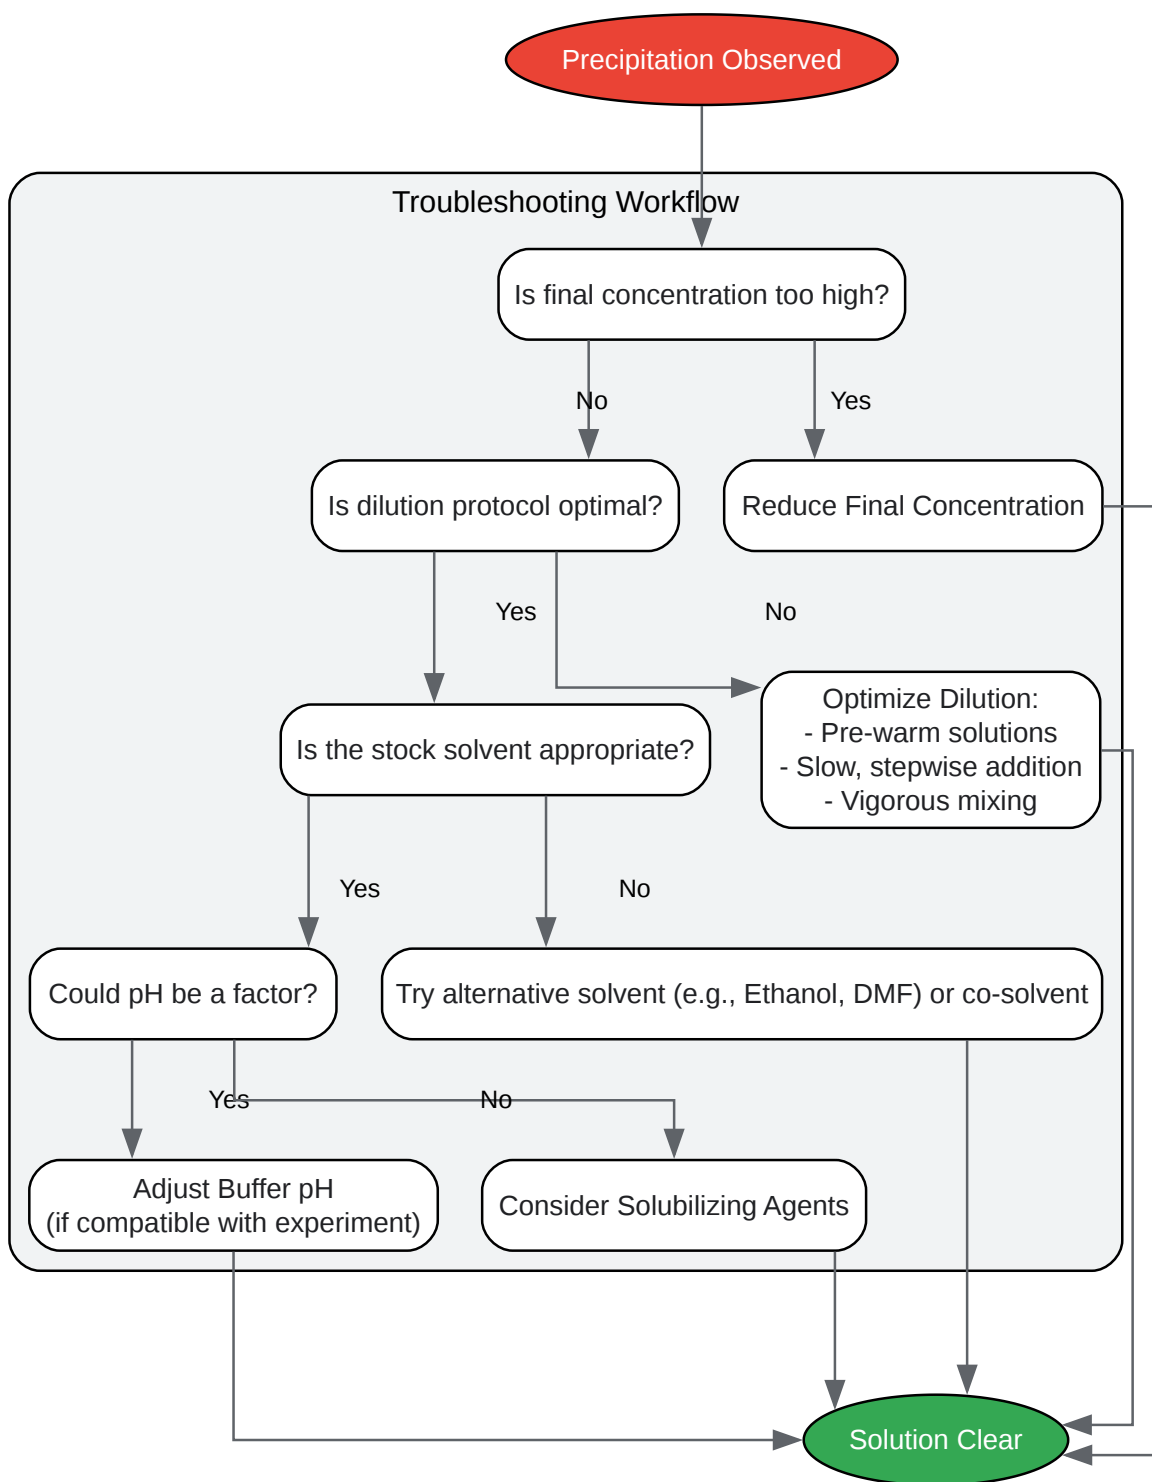 Precipitation Observed
Troubleshooting Workflow
Is final concentration too high?
No
Yes
Is dilution protocol optimal?
Reduce Final Concentration
Yes
No
Optimize Dilution:
- Pre-warm solutions
- Slow, stepwise addition
- Vigorous mixing
Is the stock solvent appropriate?
Yes
No
Could pH be a factor?
Try alternative solvent (e.g., Ethanol, DMF) or co-solvent
Yes
No
Adjust Buffer pH
(if compatible with experiment)
Consider Solubilizing Agents
Solution Clear